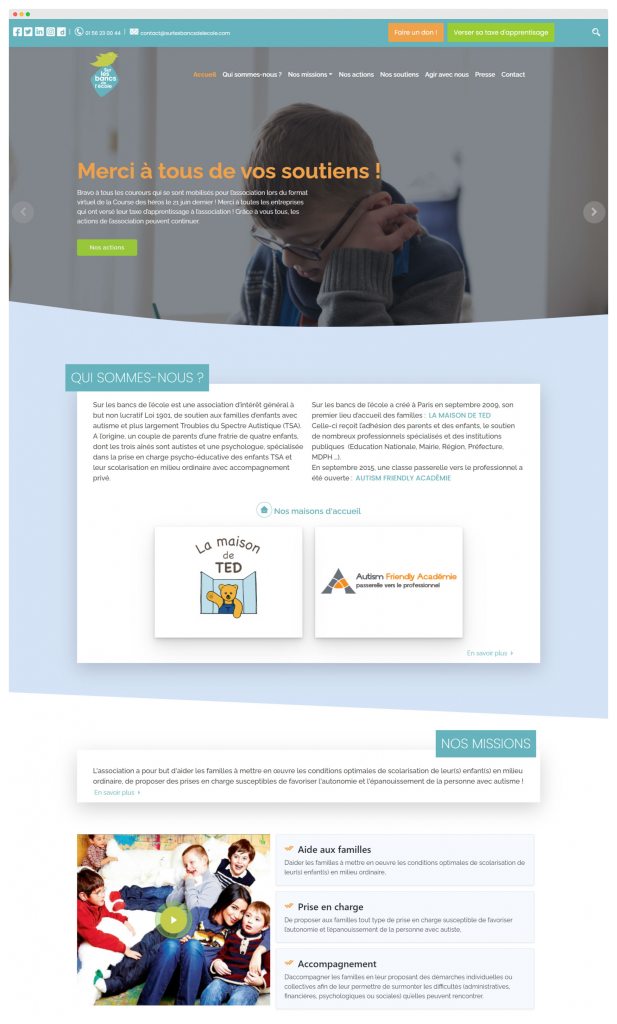 01 56 23 00 44
contact@surlesbancsdelecole.com
Faire un don !
Verser sa taxe d'apprentisage
Sur
les
bancs
de
l'école
Accueil Qui sommes-nous ? Nos missions Nos actions Nos soutiens Agir avec nous Presse Contact
Merci à tous de vos soutiens !
Bravo à tous les coureurs qui se sont mobilisés pour l'association lors du format
virtuel de la Course des héros le 21 juin dernier ! Merci à toutes les entreprises
qui ont versé leur taxe d'apprentissage à l'association ! Grâce à vous tous, les
actions de l'association peuvent continuer.
Nos actions
QUI SOMMES-NOUS ?
Sur les bancs de l'école est une association d'intérêt général à
but non lucratif Loi 1901, de soutien aux familles d'enfants avec
autisme et plus largement Troubles du Spectre Autistique (TSA).
A l'origine, un couple de parents d'une fratrie de quatre enfants,
dont les trois aînés sont autistes et une psychologue, spécialisée
dans la prise en charge psycho-éducative des enfants TSA et
leur scolarisation en milieu ordinaire avec accompagnement
privé.
Sur les bancs de l'école a créé à Paris en septembre 2009, son
premier lieu d'accueil des familles : LA MAISON DE TED
Celle-ci reçoit l'adhésion des parents et des enfants, le soutien
de nombreux professionnels spécialisés et des institutions
publiques (Education Nationale, Mairie, Région, Préfecture,
MDPH ...).
En septembre 2015, une classe passerelle vers le professionnel a
été ouverte : AUTISM FRIENDLY ACADÉMIE
Nos maisons d'accueil
La maison
de
TED
Autism Friendly Académie
passerelle vers le professionnel
En savoir plus +
NOS MISSIONS
L'association a pour but d'aider les familles à mettre en œuvre les conditions optimales de scolarisation de leur(s) enfant(s) en milieu
ordinaire, de proposer des prises en charge susceptibles de favoriser l'autonomie et l'épanouissement de la personne avec autisme !
En savoir plus +
Aide aux familles
D'aider les familles à mettre en oeuvre les conditions optimales de scolarisation de
leur(s) enfant(s) en milieu ordinaire.
Prise en charge
De proposer aux familles tout type de prise en charge susceptible de favoriser
l'autonomie et l'épanouissement de la personne avec autiste.
Accompagnement
D'accompagner les familles en leur proposant des démarches individuelles ou
collectives afin de leur permettre de surmonter les difficultés (administratives,
financières, psychologiques ou sociales) qu'elles peuvent rencontrer.